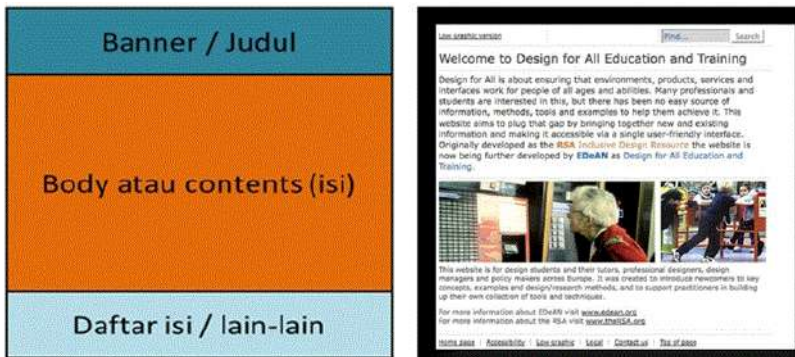 Banner / Judul
Body atau contents (isi)
Daftar isi / lain-lain
Low graphic version
Find... Search
Welcome to Design for All Education and Training
Design for All is about ensuring that environments, products, services and
interfaces work for people of all ages and abilities. Many professionals and
students are interested in this, but there has been no easy source of
information, methods, tools and examples to help them achieve it. This
website aims to plug that gap by bringing together new and existing
information and making it accessible via a single user-friendly interface.
Originally developed as the RSA Inclusive Design Resource the website is
now being further developed by EDeAN as Design for All Education and
Training.
This website is for design students and their tutors, professional designers, design
managers and policy makers across Europe. It was created to introduce newcomers to key
concepts, examples and design/research methods, and to support practitioners in building
up their own collection of tools and techniques.
For more information about EDeAN visit www.edean.org
For more information about the RSA visit www.theRSA.org
Home page | Accessibility | Low graphic | Legal | Contact us | Top of page